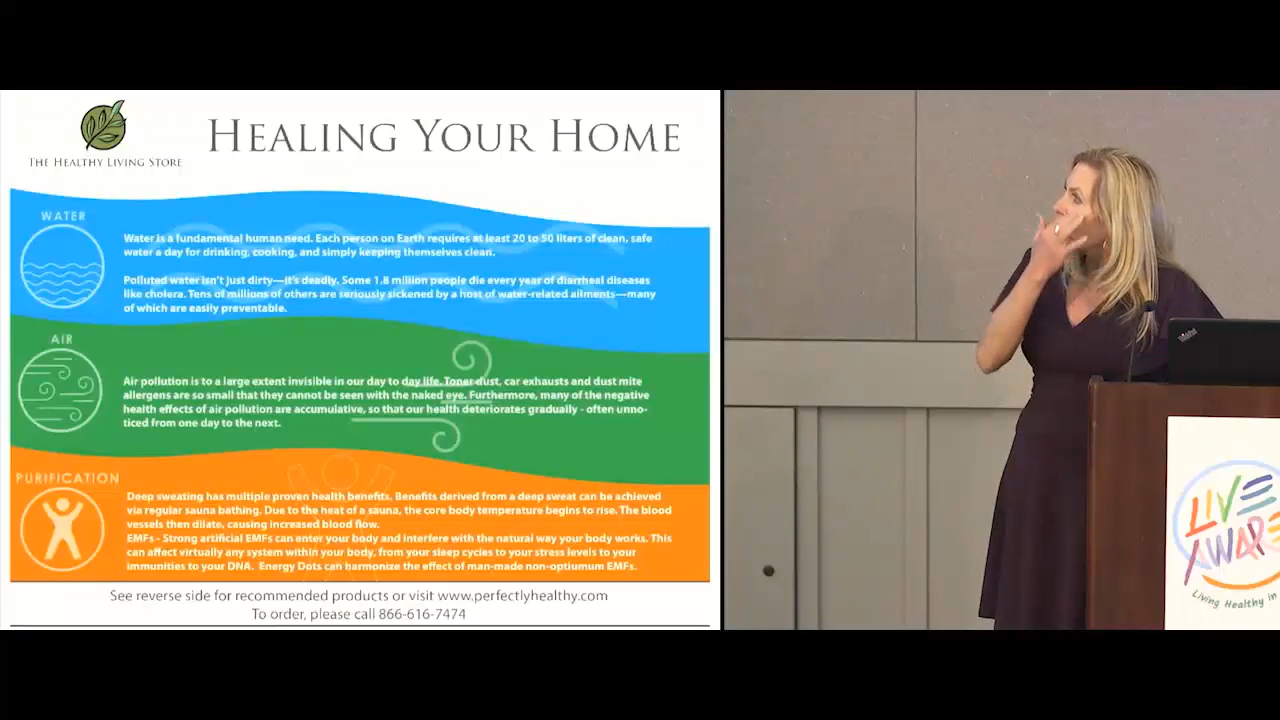 THE HEALTHY LIVING STORE
HEALING YOUR HOME
WATER
Water is a fundamental human need. Each person on Earth requires at least 20 to 50 liters of clean, safe
water a day for drinking, cooking, and simply keeping themselves clean.
Polluted water isn't just dirty—it's deadly. Some 1.8 million people die every year of diarrheal diseases
like cholera. Tens of millions of others are seriously sickened by a host of water-related ailments—many
of which are easily preventable.
AIR
Air pollution is to a large extent invisible in our day to day life. Toner dust, car exhausts and dust mite
allergens are so small that they cannot be seen with the naked eye. Furthermore, many of the negative
health effects of air pollution are accumulative, so that our health deteriorates gradually - often unno-
ticed from one day to the next.
PURIFICATION
Deep sweating has multiple proven health benefits. Benefits derived from a deep sweat can be achieved
via regular sauna bathing. Due to the heat of a sauna, the core body temperature begins to rise. The blood
vessels then dilate, causing increased blood flow.
EMFs - Strong artificial EMFs can enter your body and interfere with the natural way your body works. This
can affect virtually any system within your body, from your sleep cycles to your stress levels to your
immunities to your DNA. Energy Dots can harmonize the effect of man-made non-optiumum EMFs.
See reverse side for recommended products or visit www.perfectlyhealthy.com
To order, please call 866-616-7474
ThinkPad
LIVE
AWARE
Living Healthy in